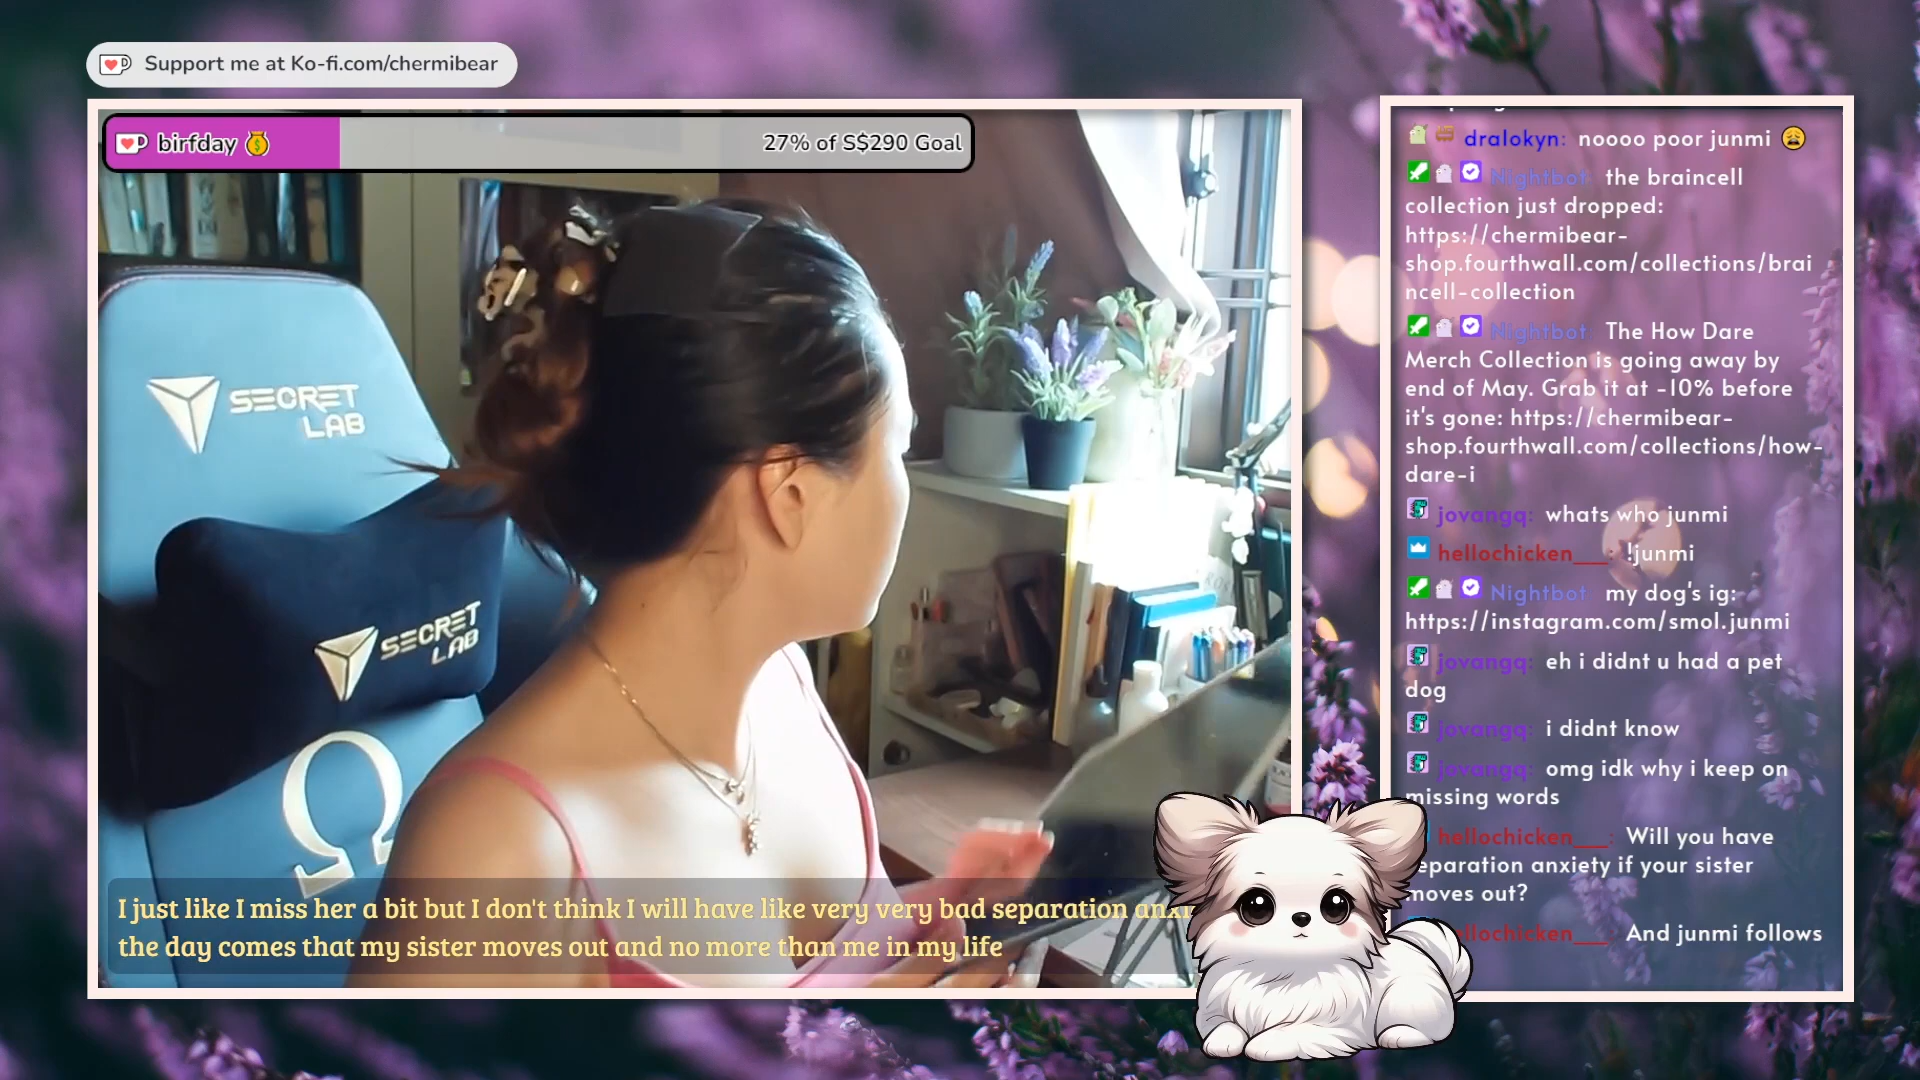 Support me at Ko-fi.com/chermibear
birfday
27% of S$290 Goal
SECRET
LAB
SECRET
LAB
I just like I miss her a bit but I don't think I will have like very very bad separation
the day comes that my sister moves out and no more than me in my life
dralokyn: noooo poor junmi
Nightbot: the braincell
collection just dropped:
https://chermibear-
shop.fourthwall.com/collections/brai
ncell-collection
Nightbot: The How Dare
Merch Collection is going away by
end of May. Grab it at -10% before
it's gone: https://chermibear-
shop.fourthwall.com/collections/how-
dare-i
jovangq: whats who junmi
hellochicken___: !junmi
Nightbot: my dog's ig:
https://instagram.com/smol.junmi
jovangq: eh i didnt u had a pet
dog
jovangq: i didnt know
jovangq: omg idk why i keep on
missing words
hellochicken___: Will you have
separation anxiety if your sister
moves out?
hellochicken___: And junmi follows